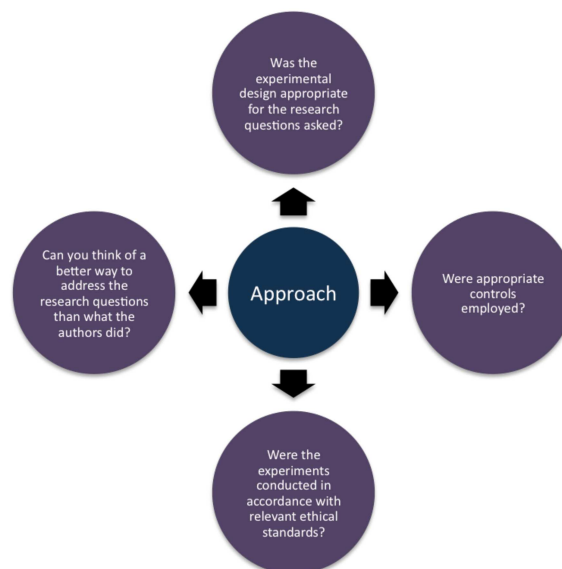 Was the
experimental
design appropriate
for the research
questions asked?
Can you think of a
better way to
address the
research questions
than what the
authors did?
Approach
Were appropriate
controls
employed?
Were the
experiments
conducted in
accordance with
relevant ethical
standards?